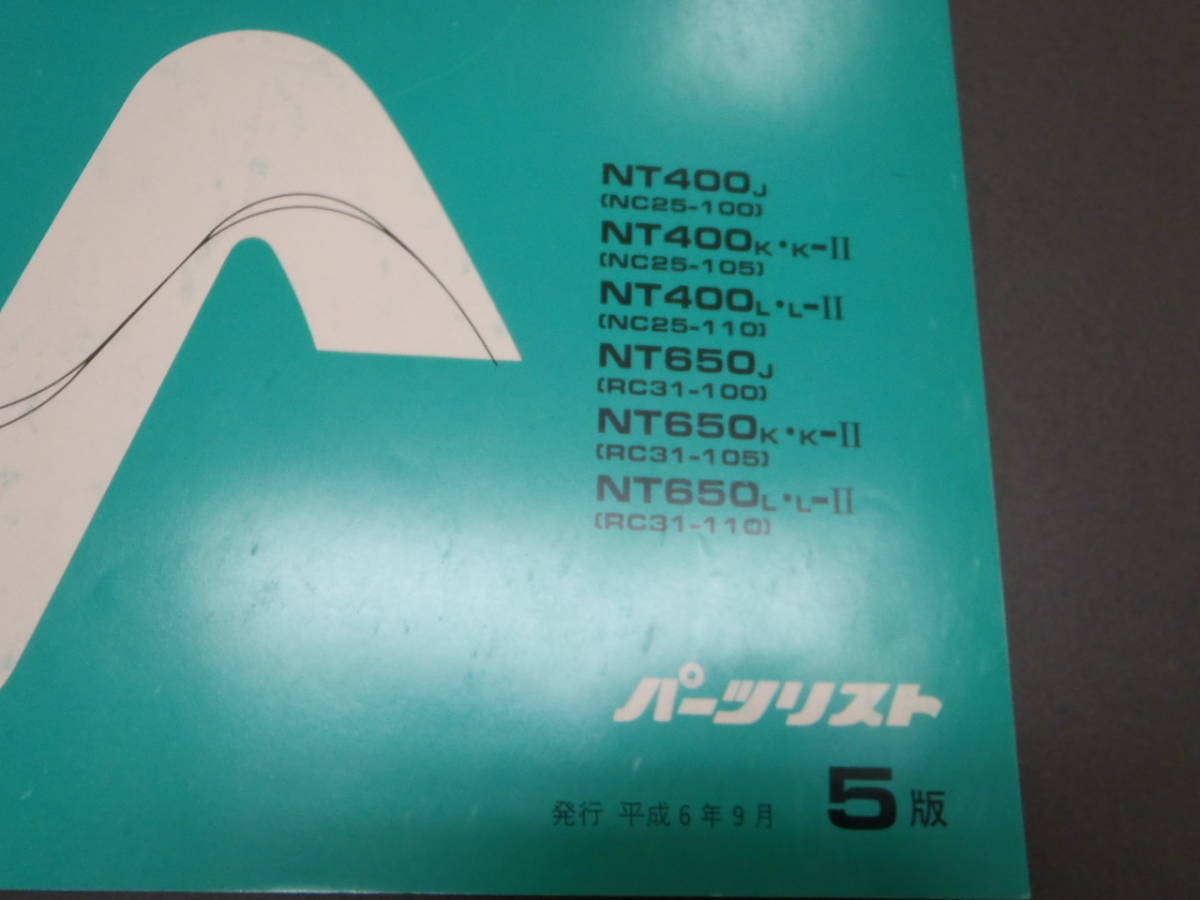 NT400J
(NC25-100)
NT400K・K-II
(NC25-105)
NT400L・L-II
(NC25-110)
NT650J
(RC31-100)
NT650K・K-II
(RC31-105)
NT650L・L-II
(RC31-110)
パーツリスト
発行 平成6年9月 5版